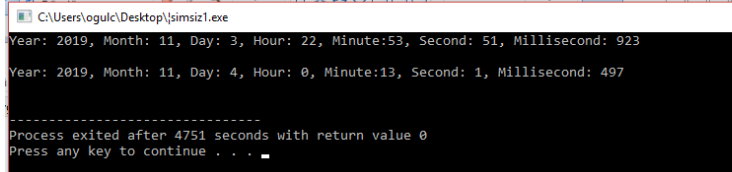 C:\Users\ogulc\Desktop\¦simsiz1.exe
Year: 2019, Month: 11, Day: 3, Hour: 22, Minute:53, Second: 51, Millisecond: 923
Year: 2019, Month: 11, Day: 4, Hour: 0, Minute:13, Second: 1, Millisecond: 497
--------------------------------
Process exited after 4751 seconds with return value 0
Press any key to continue . . .